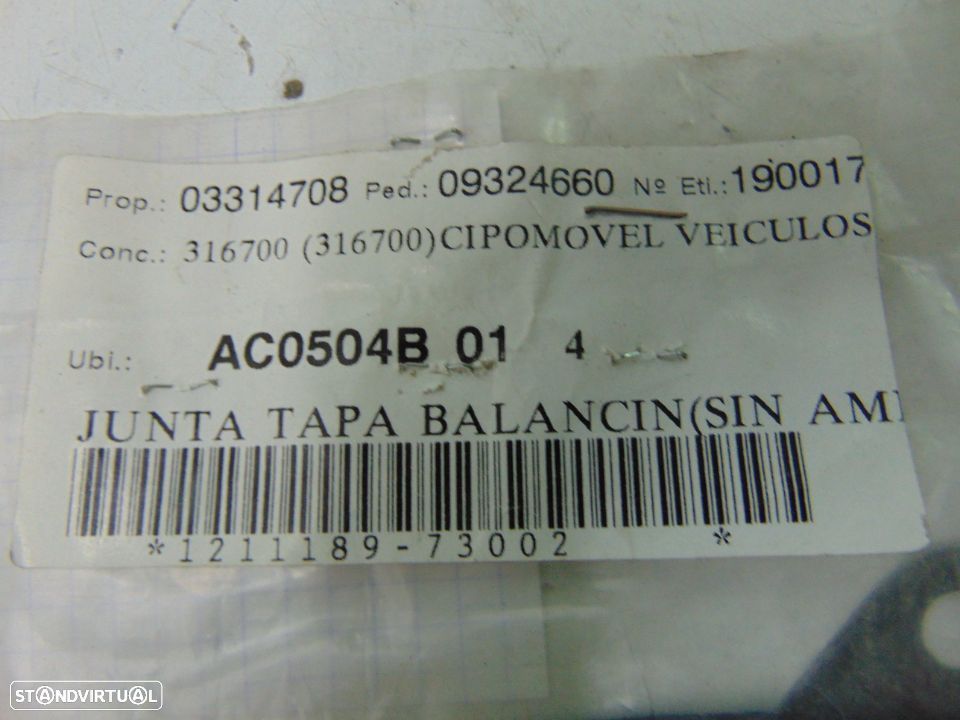 Prop.: 03314708 Ped.: 09324660 Nº Eti.: 190017
Conc.: 316700 (316700)CIPOMOVEL VEICULOS
Ubi.: AC0504B 01 4
JUNTA TAPA BALANCIN(SIN
*1211189-73002 *
STANDVIRTUAL